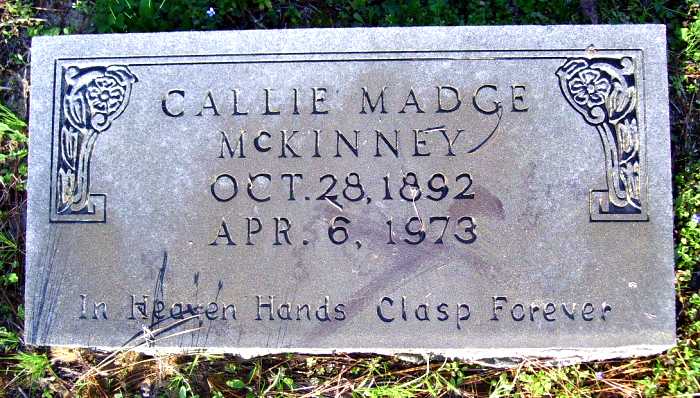 CALLIE MADGE
McKINNEY
OCT. 28, 1892
APR. 6, 1973
In Heaven Hands Clasp Forever